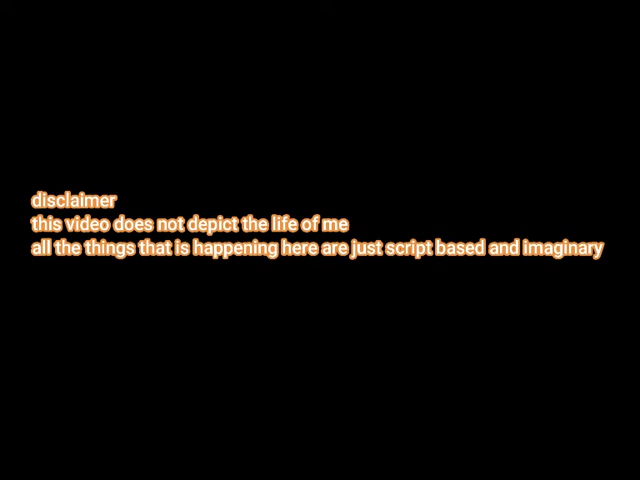 disclaimer
this video does not depict the life of me
all the things that is happening here are just script based and imaginary